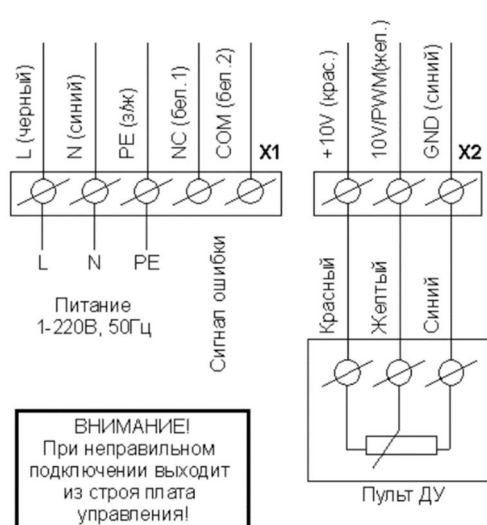 L (черный)
N (синий)
PE (з/ж)
NC (бел. 1)
COM (бел.2)
X1
+10V (крас.)
10V/PWM(жел.)
GND (синий)
X2
L
N
PE
Питание
1-220В, 50Гц
Сигнал ошибки
Красный
Желтый
Синий
Пульт ДУ
ВНИМАНИЕ!
При неправильном
подключении выходит
из строя плата
управления!